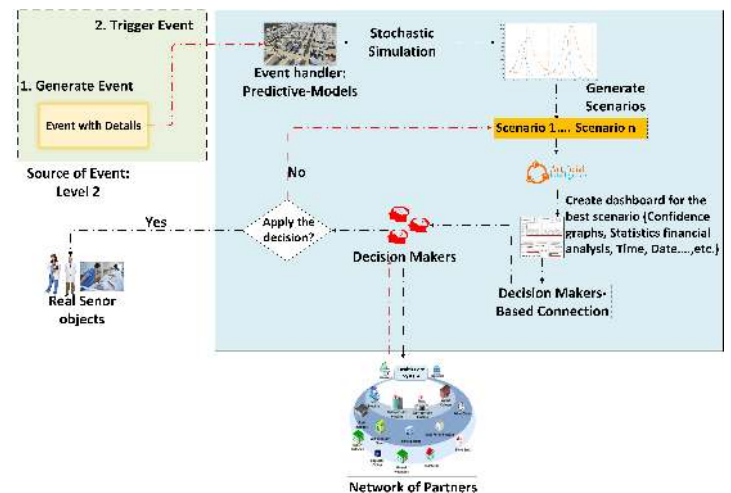 2. Trigger Event
1. Generate Event
Event with Details
Source of Event:
Level 2
Event handler:
Predictive-Models
Stochastic
Simulation
Generate
Scenarios
Scenario 1.... Scenario n
Create dashboard for the
best scenario {Confidence
graphs, Statistics financial
analysis, Time, Date....,etc.}
Decision Makers-
Based Connection
Decision Makers
Apply the
decision?
No
Yes
Real Senor
objects
Network of Partners